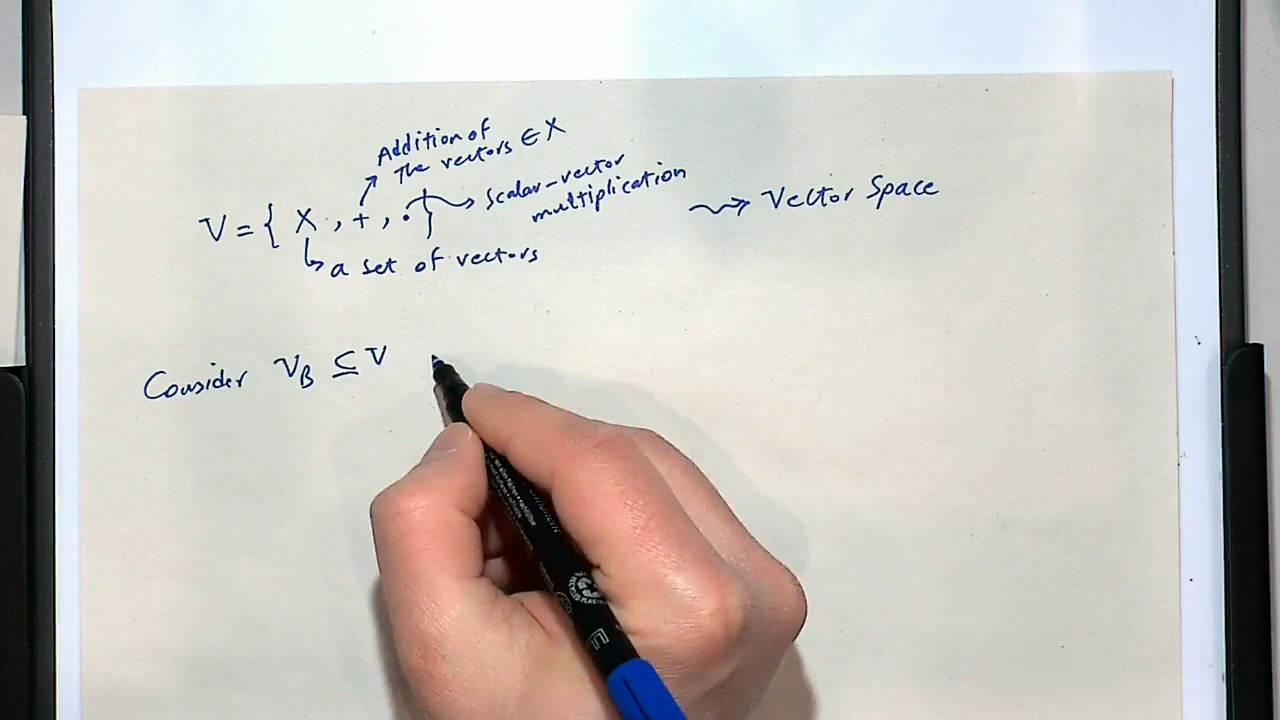 Addition of
The vectors ∈ X
Scalar-vector
multiplication
V = { X , + , · }
⇝ Vector Space
a set of vectors
Consider V_B ⊆ V
F